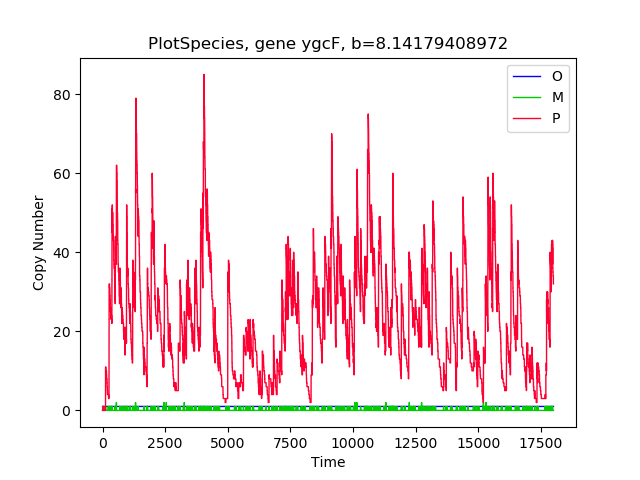 PlotSpecies, gene ygcF, b=8.14179408972
O
M
P
80
60
40
20
0
Copy Number
0 2500 5000 7500 10000 12500 15000 17500
Time